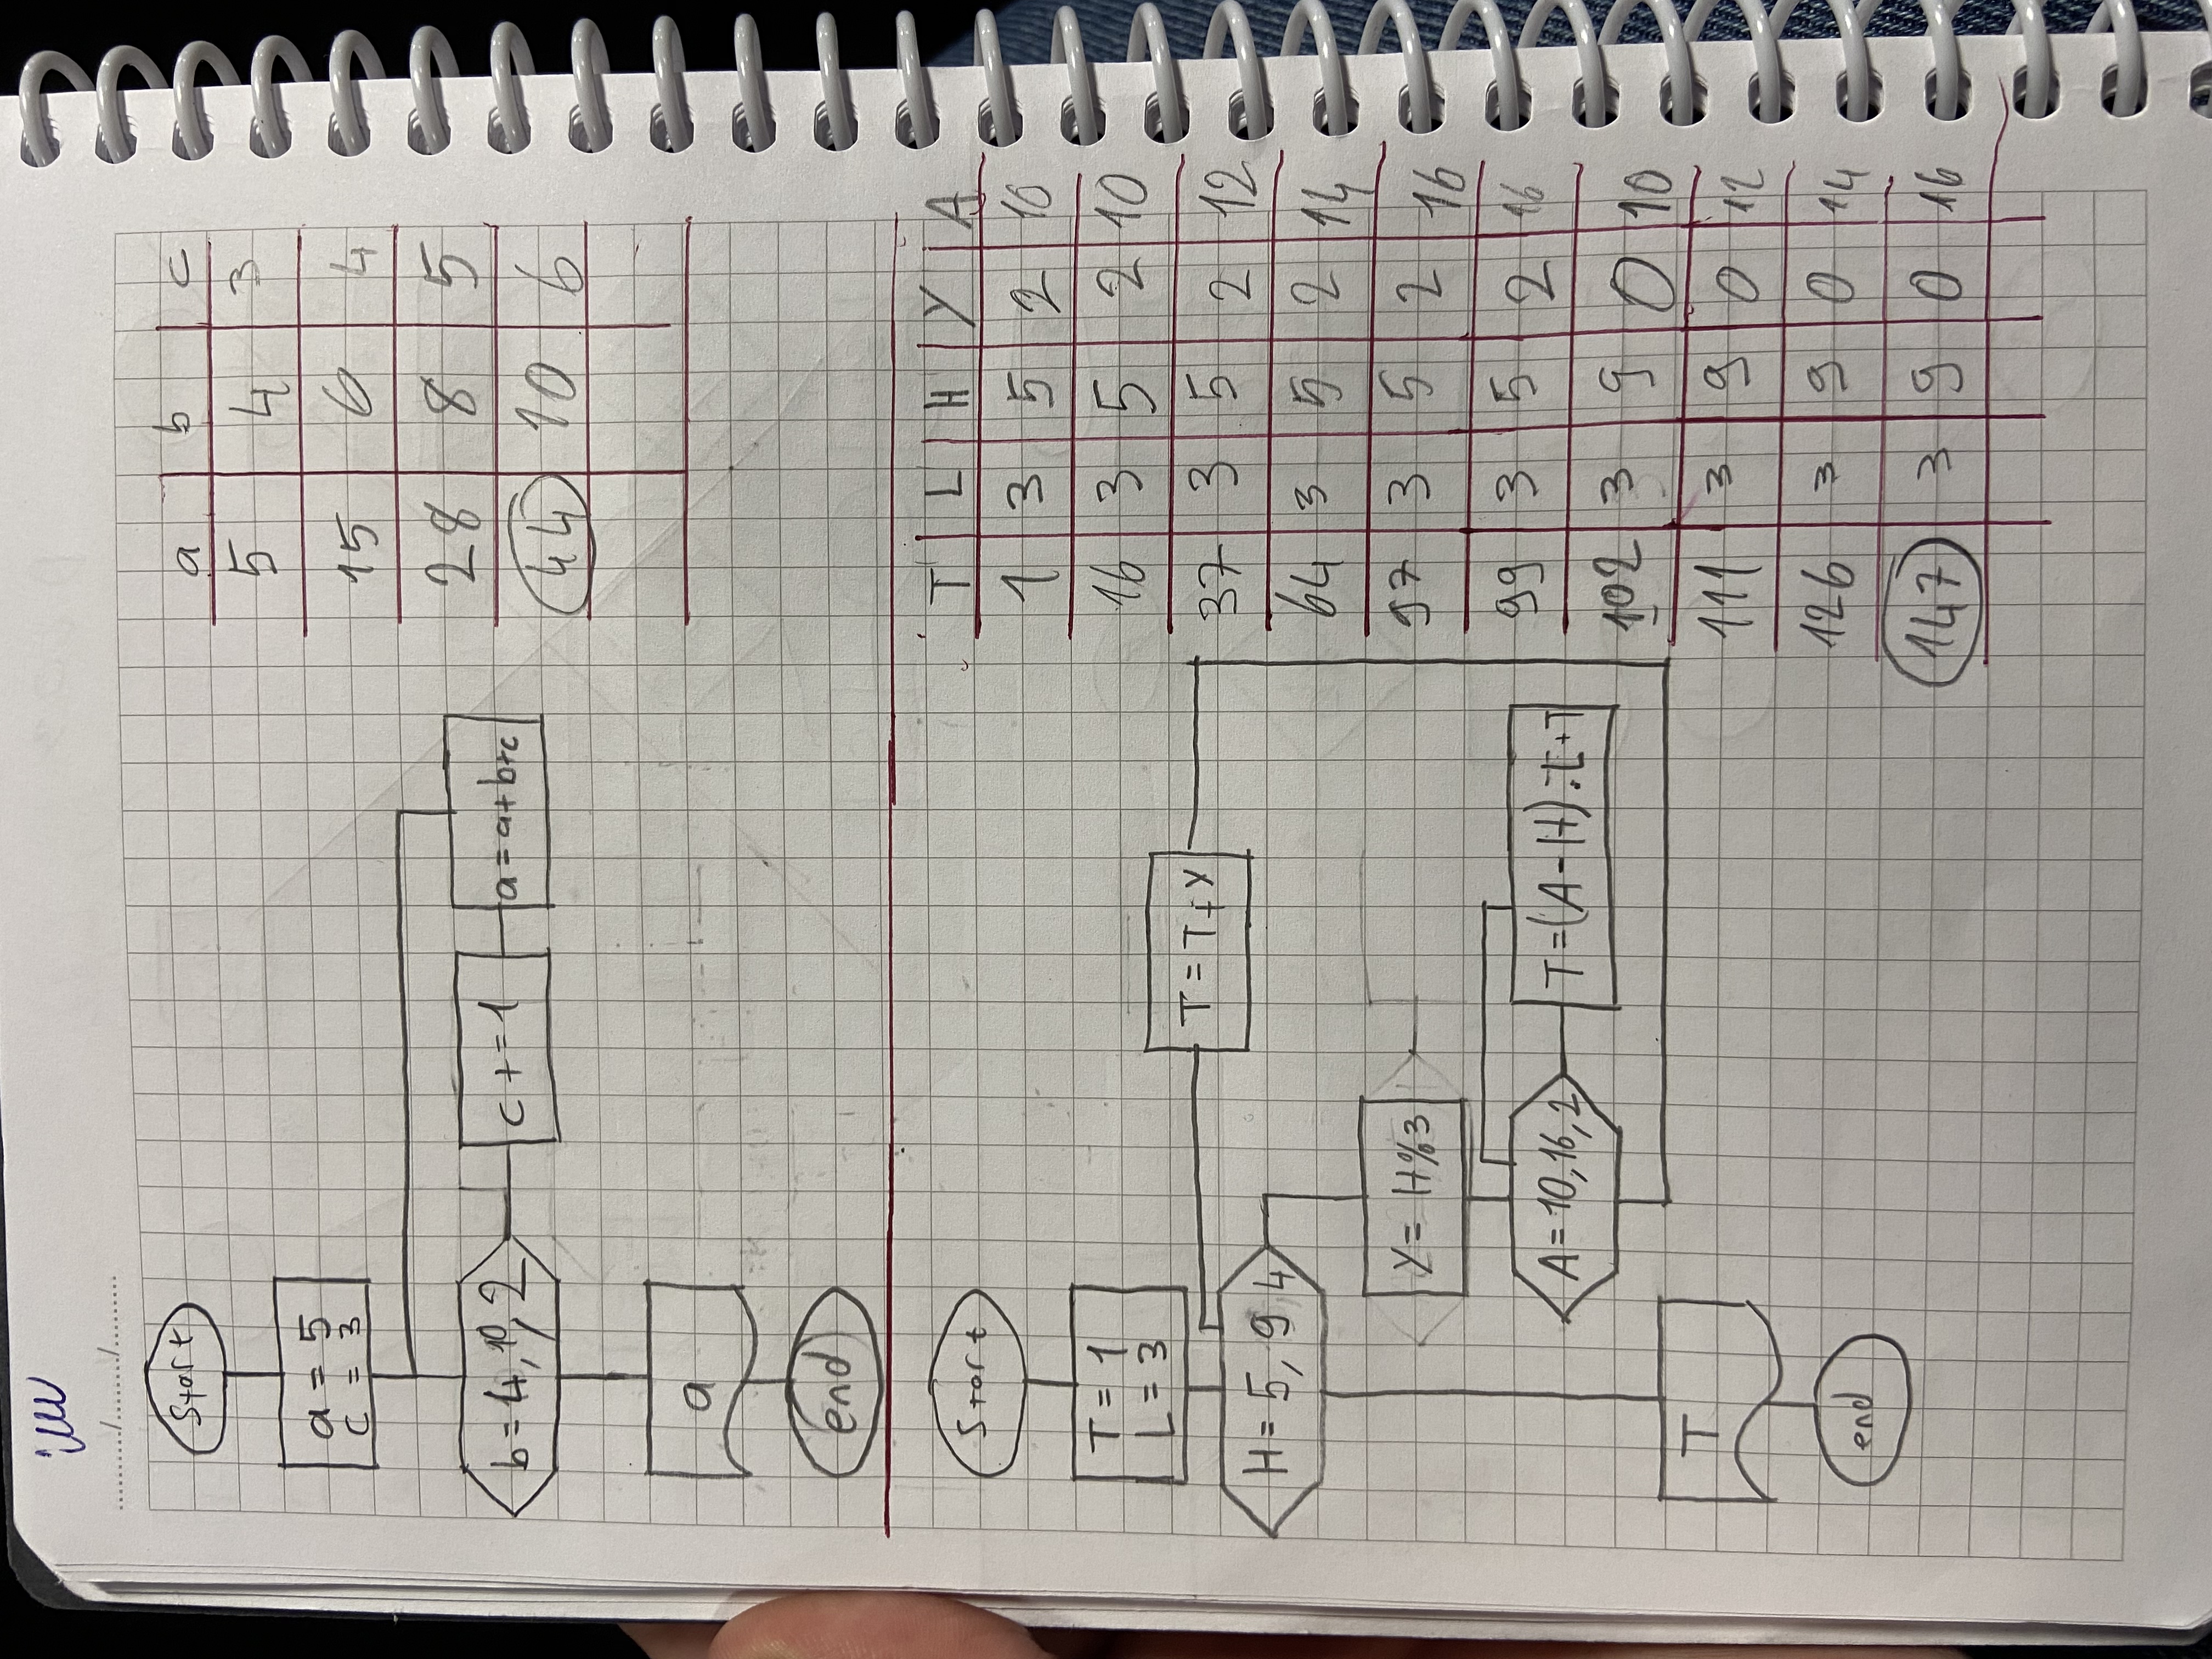 Start
a = 5
c = 3
b = 4, 10, 2
c += 1
a = a+b+c
a
end
a b c
5 4 3
15 6 4
28 8 5
44 10 6
Start
T = 1
L = 3
T = T + Y
H = 5, 9, 4
Y = H%3
A = 10, 16, 2
T = (A - H) . L + T
T
end
T L H Y A
1 3 5 2 10
16 3 5 2 10
37 3 5 2 12
64 3 5 2 14
97 3 5 2 16
99 3 5 2 16
102 3 9 0 10
111 3 9 0 12
126 3 9 0 14
147 3 9 0 16